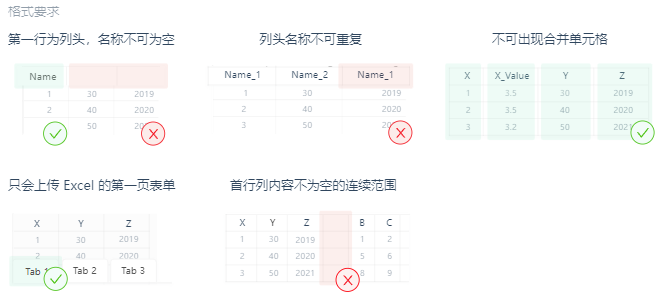 格式要求
第一行为列头，名称不可为空
列头名称不可重复
不可出现合并单元格
Name
1 30 2019
2 40 2020
50 2021
Name_1 Name_2 Name_1
1 30 2019
2 40 2020
3 50
X X_Value Y Z
1 3.5 30 2019
2 3.5 40 2020
3 3.2 50 2021
只会上传 Excel 的第一页表单
首行列内容不为空的连续范围
X Y Z
1 30 2019
2 40 2020
Tab 1 Tab 2 Tab 3
X Y Z B C
1 30 2019 1 2
2 40 2020 5 6
3 50 2021 8 9